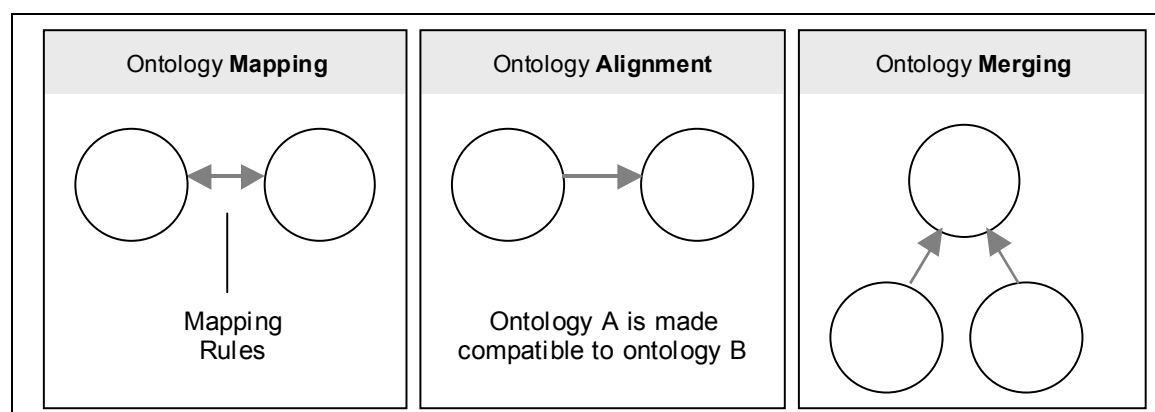 Ontology Mapping
Mapping
Rules
Ontology Alignment
Ontology A is made
compatible to ontology B
Ontology Merging